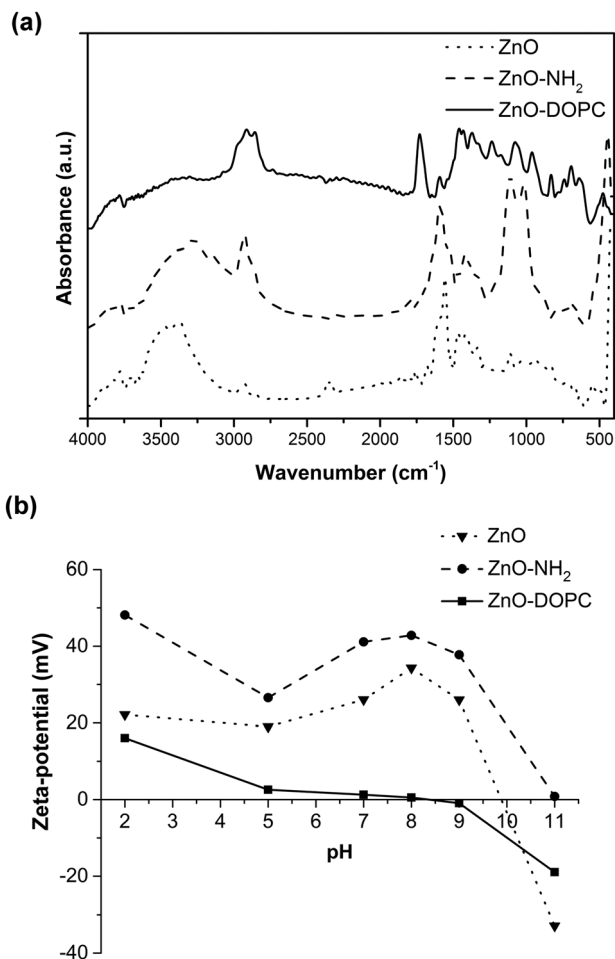 (a)
ZnO
ZnO-NH₂
ZnO-DOPC
Absorbance (a.u.)
4000 3500 3000 2500 2000 1500 1000 500
Wavenumber (cm⁻¹)
(b)
ZnO
ZnO-NH₂
ZnO-DOPC
60
40
20
0
-20
-40
Zeta-potential (mV)
2 3 4 5 6 7 8 9 10 11
pH